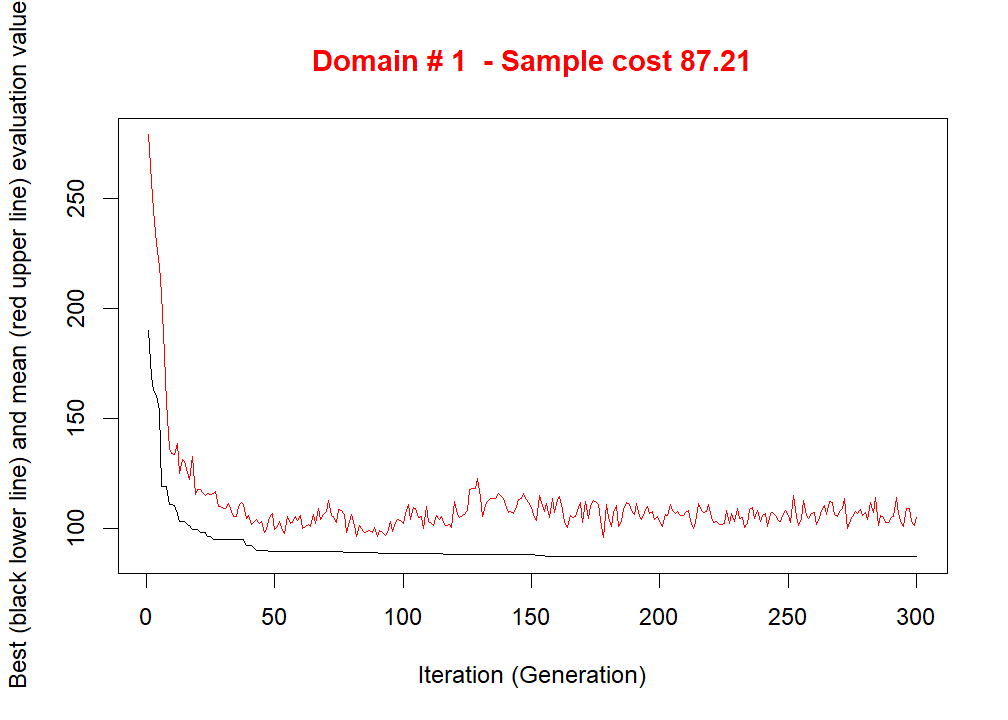 Domain # 1  - Sample cost 87.21
Best (black lower line) and mean (red upper line) evaluation value
250
200
150
100
0 50 100 150 200 250 300
Iteration (Generation)